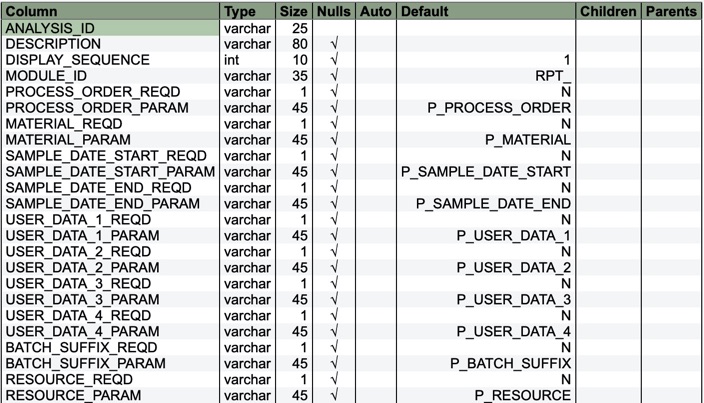 Column Type Size Nulls Auto Default Children Parents
ANALYSIS_ID varchar 25
DESCRIPTION varchar 80 √
DISPLAY_SEQUENCE int 10 √ 1
MODULE_ID varchar 35 √ RPT_
PROCESS_ORDER_REQD varchar 1 √ N
PROCESS_ORDER_PARAM varchar 45 √ P_PROCESS_ORDER
MATERIAL_REQD varchar 1 √ N
MATERIAL_PARAM varchar 45 √ P_MATERIAL
SAMPLE_DATE_START_REQD varchar 1 √ N
SAMPLE_DATE_START_PARAM varchar 45 √ P_SAMPLE_DATE_START
SAMPLE_DATE_END_REQD varchar 1 √ N
SAMPLE_DATE_END_PARAM varchar 45 √ P_SAMPLE_DATE_END
USER_DATA_1_REQD varchar 1 √ N
USER_DATA_1_PARAM varchar 45 √ P_USER_DATA_1
USER_DATA_2_REQD varchar 1 √ N
USER_DATA_2_PARAM varchar 45 √ P_USER_DATA_2
USER_DATA_3_REQD varchar 1 √ N
USER_DATA_3_PARAM varchar 45 √ P_USER_DATA_3
USER_DATA_4_REQD varchar 1 √ N
USER_DATA_4_PARAM varchar 45 √ P_USER_DATA_4
BATCH_SUFFIX_REQD varchar 1 √ N
BATCH_SUFFIX_PARAM varchar 45 √ P_BATCH_SUFFIX
RESOURCE_REQD varchar 1 √ N
RESOURCE_PARAM varchar 45 √ P_RESOURCE